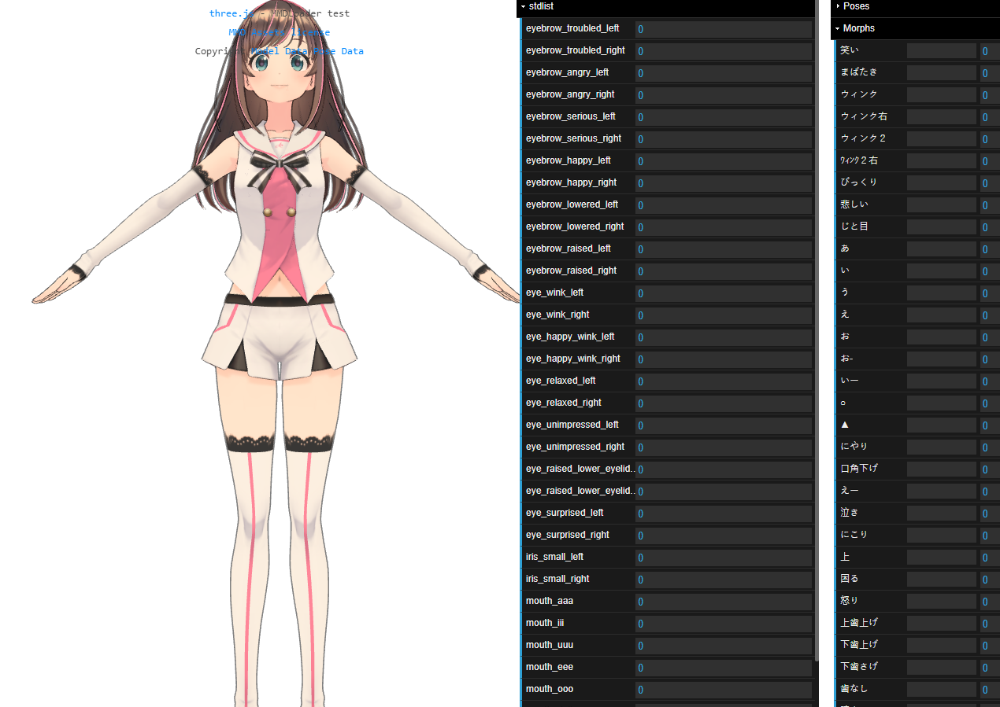 three.js - MMDLoader test
MMD Assets license
Copyright Model Data Pose Data
stdlist
eyebrow_troubled_left 0
eyebrow_troubled_right 0
eyebrow_angry_left 0
eyebrow_angry_right 0
eyebrow_serious_left 0
eyebrow_serious_right 0
eyebrow_happy_left 0
eyebrow_happy_right 0
eyebrow_lowered_left 0
eyebrow_lowered_right 0
eyebrow_raised_left 0
eyebrow_raised_right 0
eye_wink_left 0
eye_wink_right 0
eye_happy_wink_left 0
eye_happy_wink_right 0
eye_relaxed_left 0
eye_relaxed_right 0
eye_unimpressed_left 0
eye_unimpressed_right 0
eye_raised_lower_eyelid.. 0
eye_raised_lower_eyelid.. 0
eye_surprised_left 0
eye_surprised_right 0
iris_small_left 0
iris_small_right 0
mouth_aaa 0
mouth_iii 0
mouth_uuu 0
mouth_eee 0
mouth_ooo 0
Poses
Morphs
笑い 0
まばたき 0
ウィンク 0
ウィンク右 0
ウィンク２ 0
ｳｨﾝｸ２右 0
びっくり 0
悲しい 0
じと目 0
あ 0
い 0
う 0
え 0
お 0
お- 0
いー 0
○ 0
▲ 0
にやり 0
口角下げ 0
えー 0
泣き 0
にこり 0
上 0
困る 0
怒り 0
上歯上げ 0
下歯上げ 0
下歯さげ 0
歯なし 0